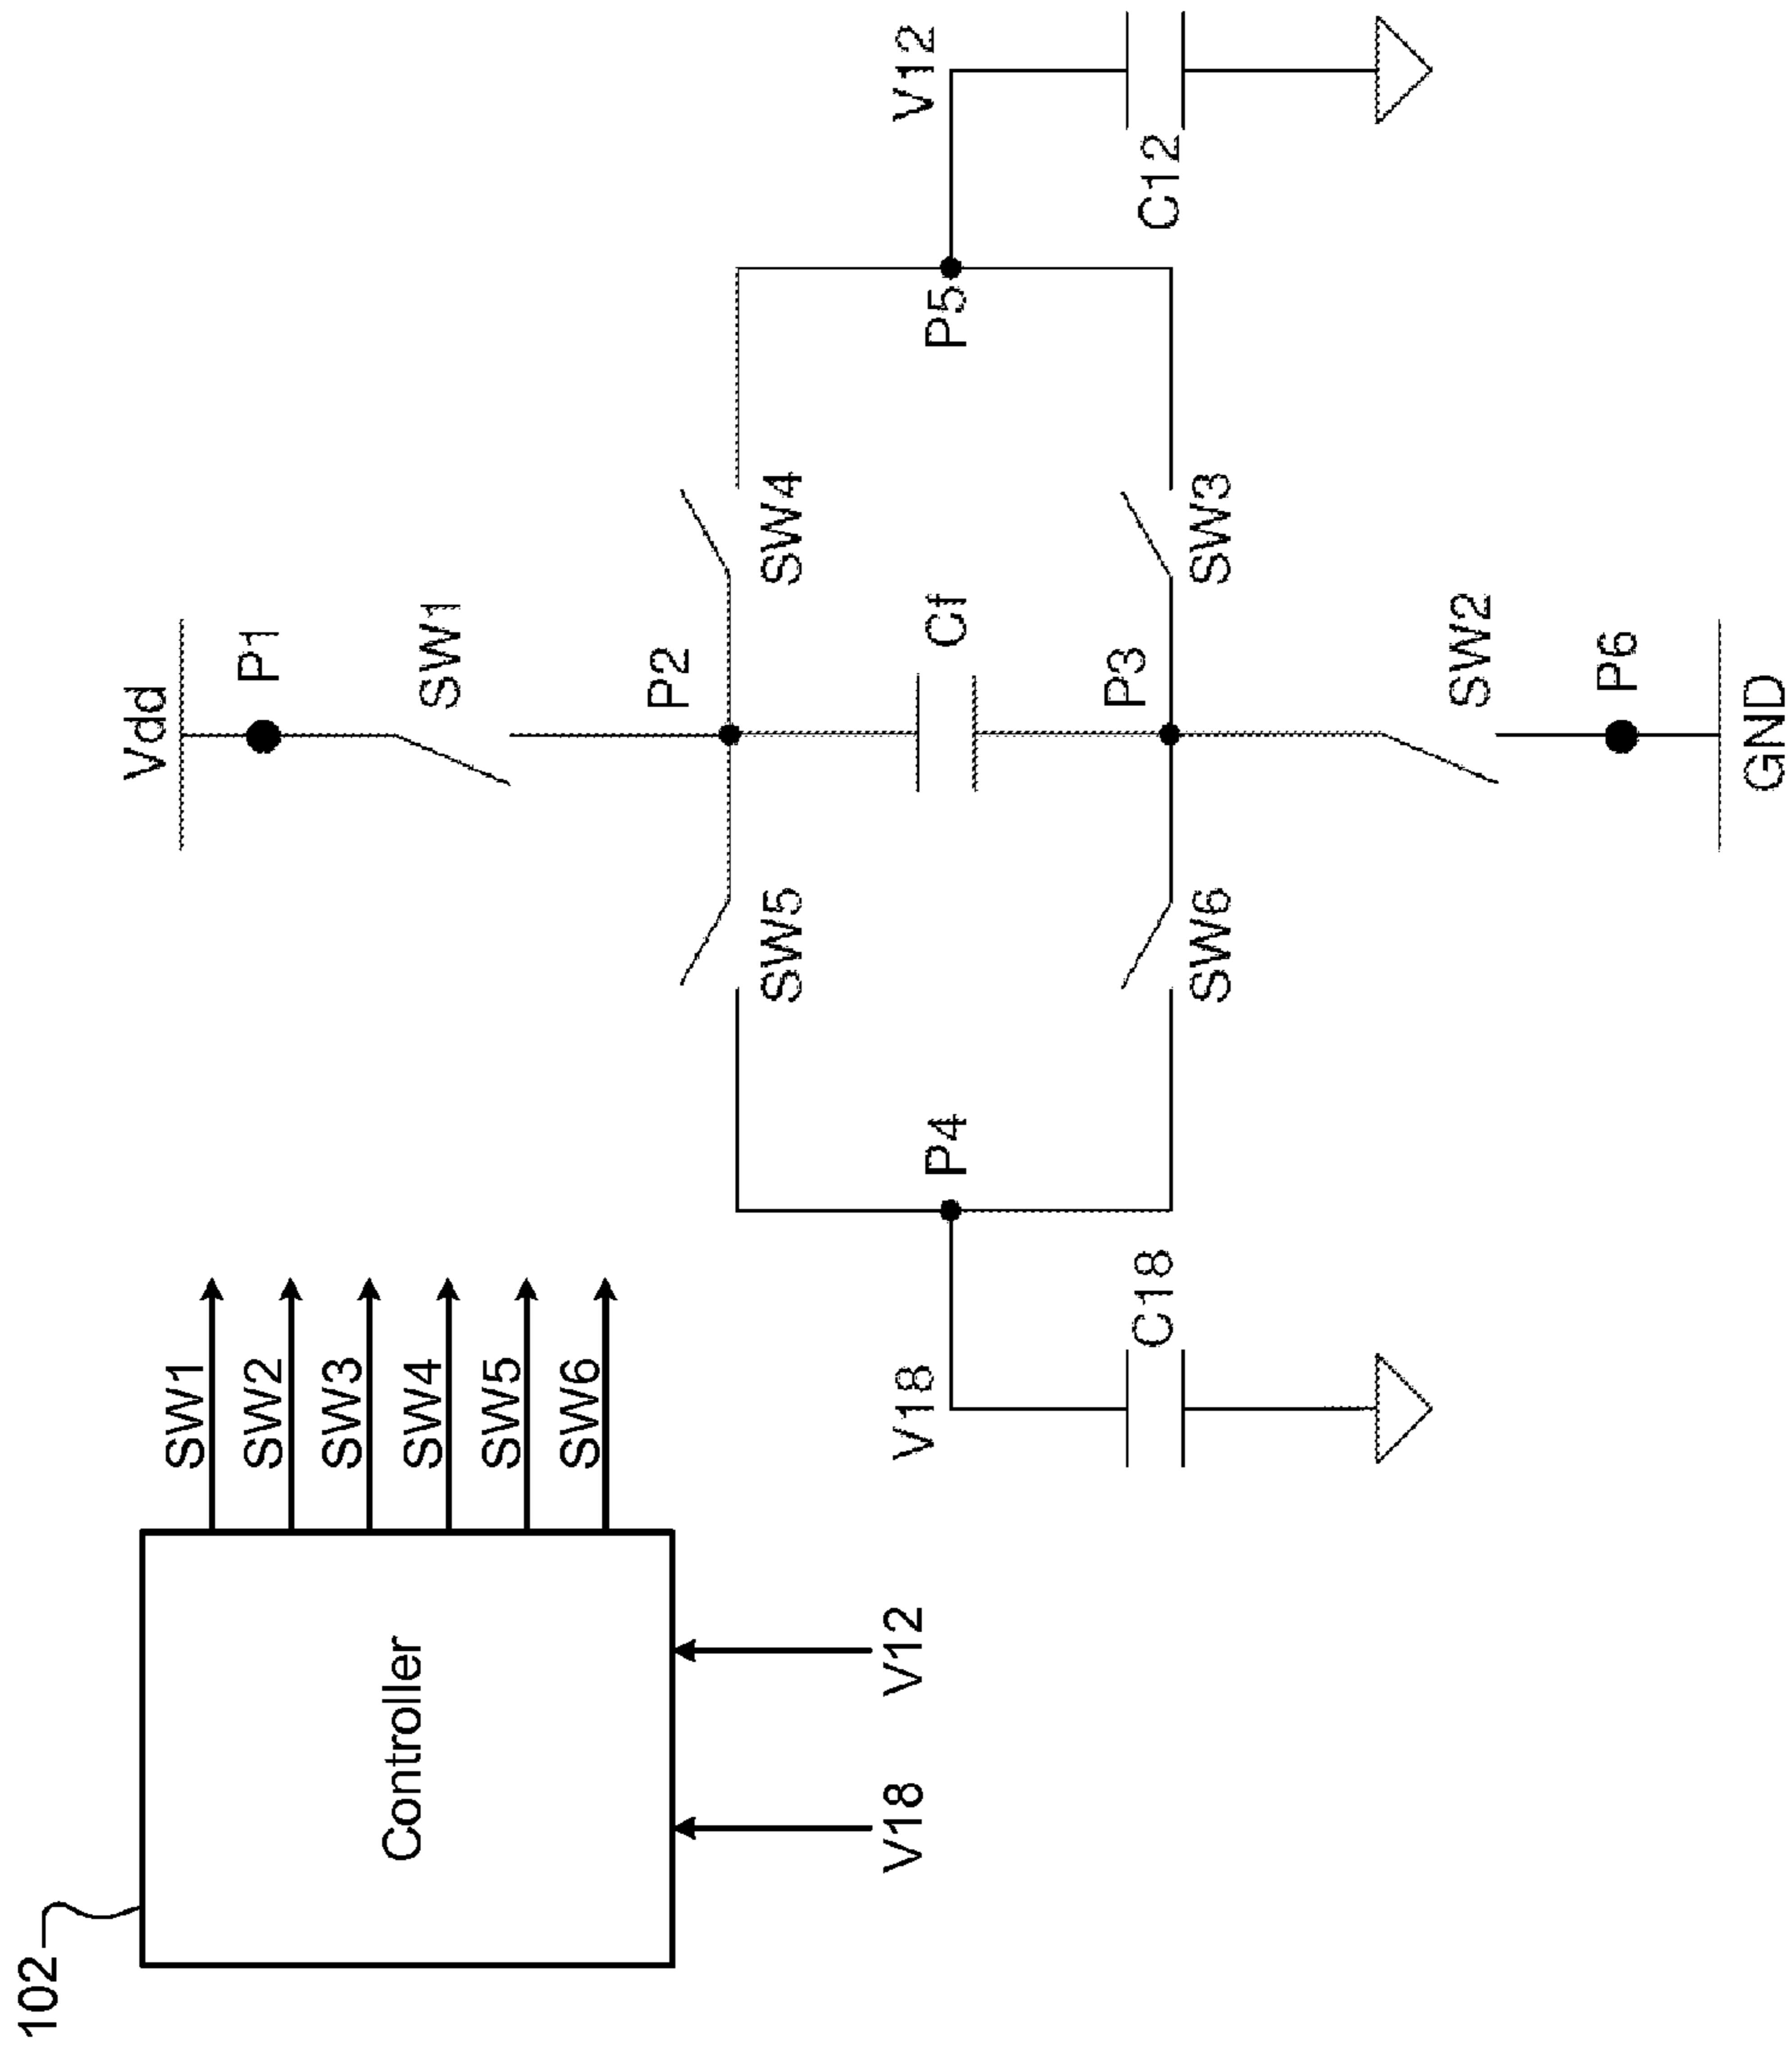 102
Controller
SW1
SW2
SW3
SW4
SW5
SW6
V18
V12
Vdd
P1
SW1
P2
SW5
SW4
Cf
P4
P5
V18
V12
C18
C12
P3
SW6
SW3
SW2
P6
GND